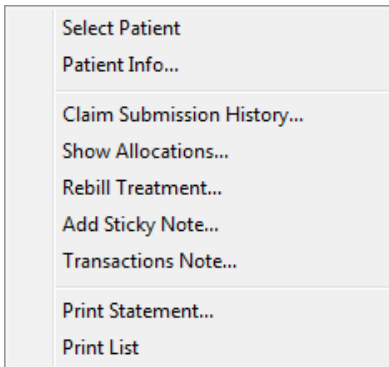 Select Patient
Patient Info...
Claim Submission History...
Show Allocations...
Rebill Treatment...
Add Sticky Note...
Transactions Note...
Print Statement...
Print List